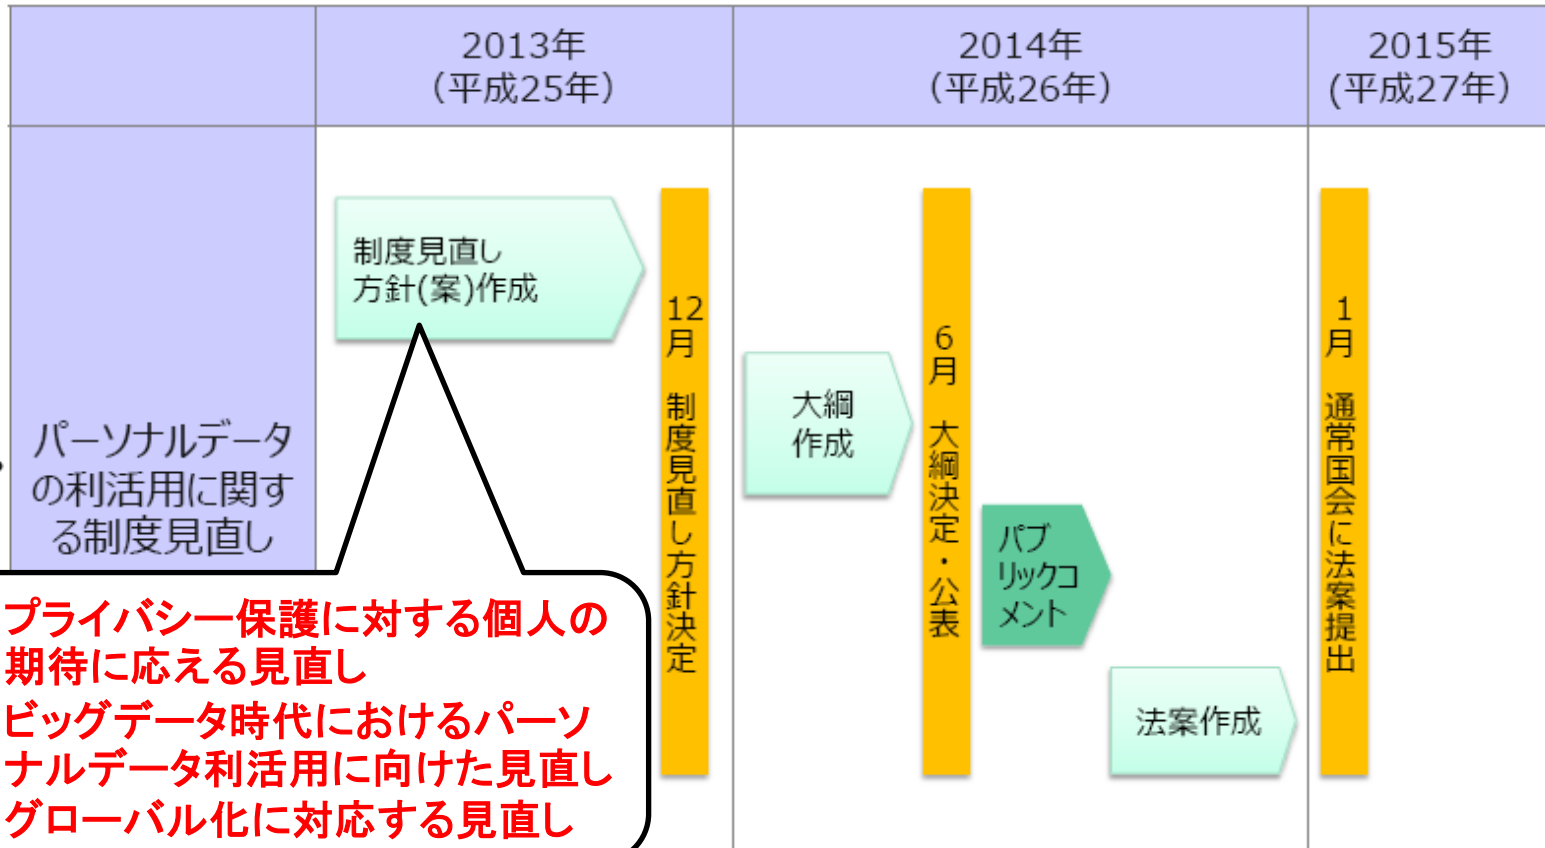 2013年
（平成25年）
2014年
（平成26年）
2015年
(平成27年）
パーソナルデータ
の利活用に関す
る制度見直し
制度見直し
方針(案)作成
12月　制度見直し方針決定
大綱
作成
6月　大綱決定・公表
パブ
リックコ
メント
法案作成
1月　通常国会に法案提出
プライバシー保護に対する個人の
期待に応える見直し
ビッグデータ時代におけるパーソ
ナルデータ利活用に向けた見直し
グローバル化に対応する見直し